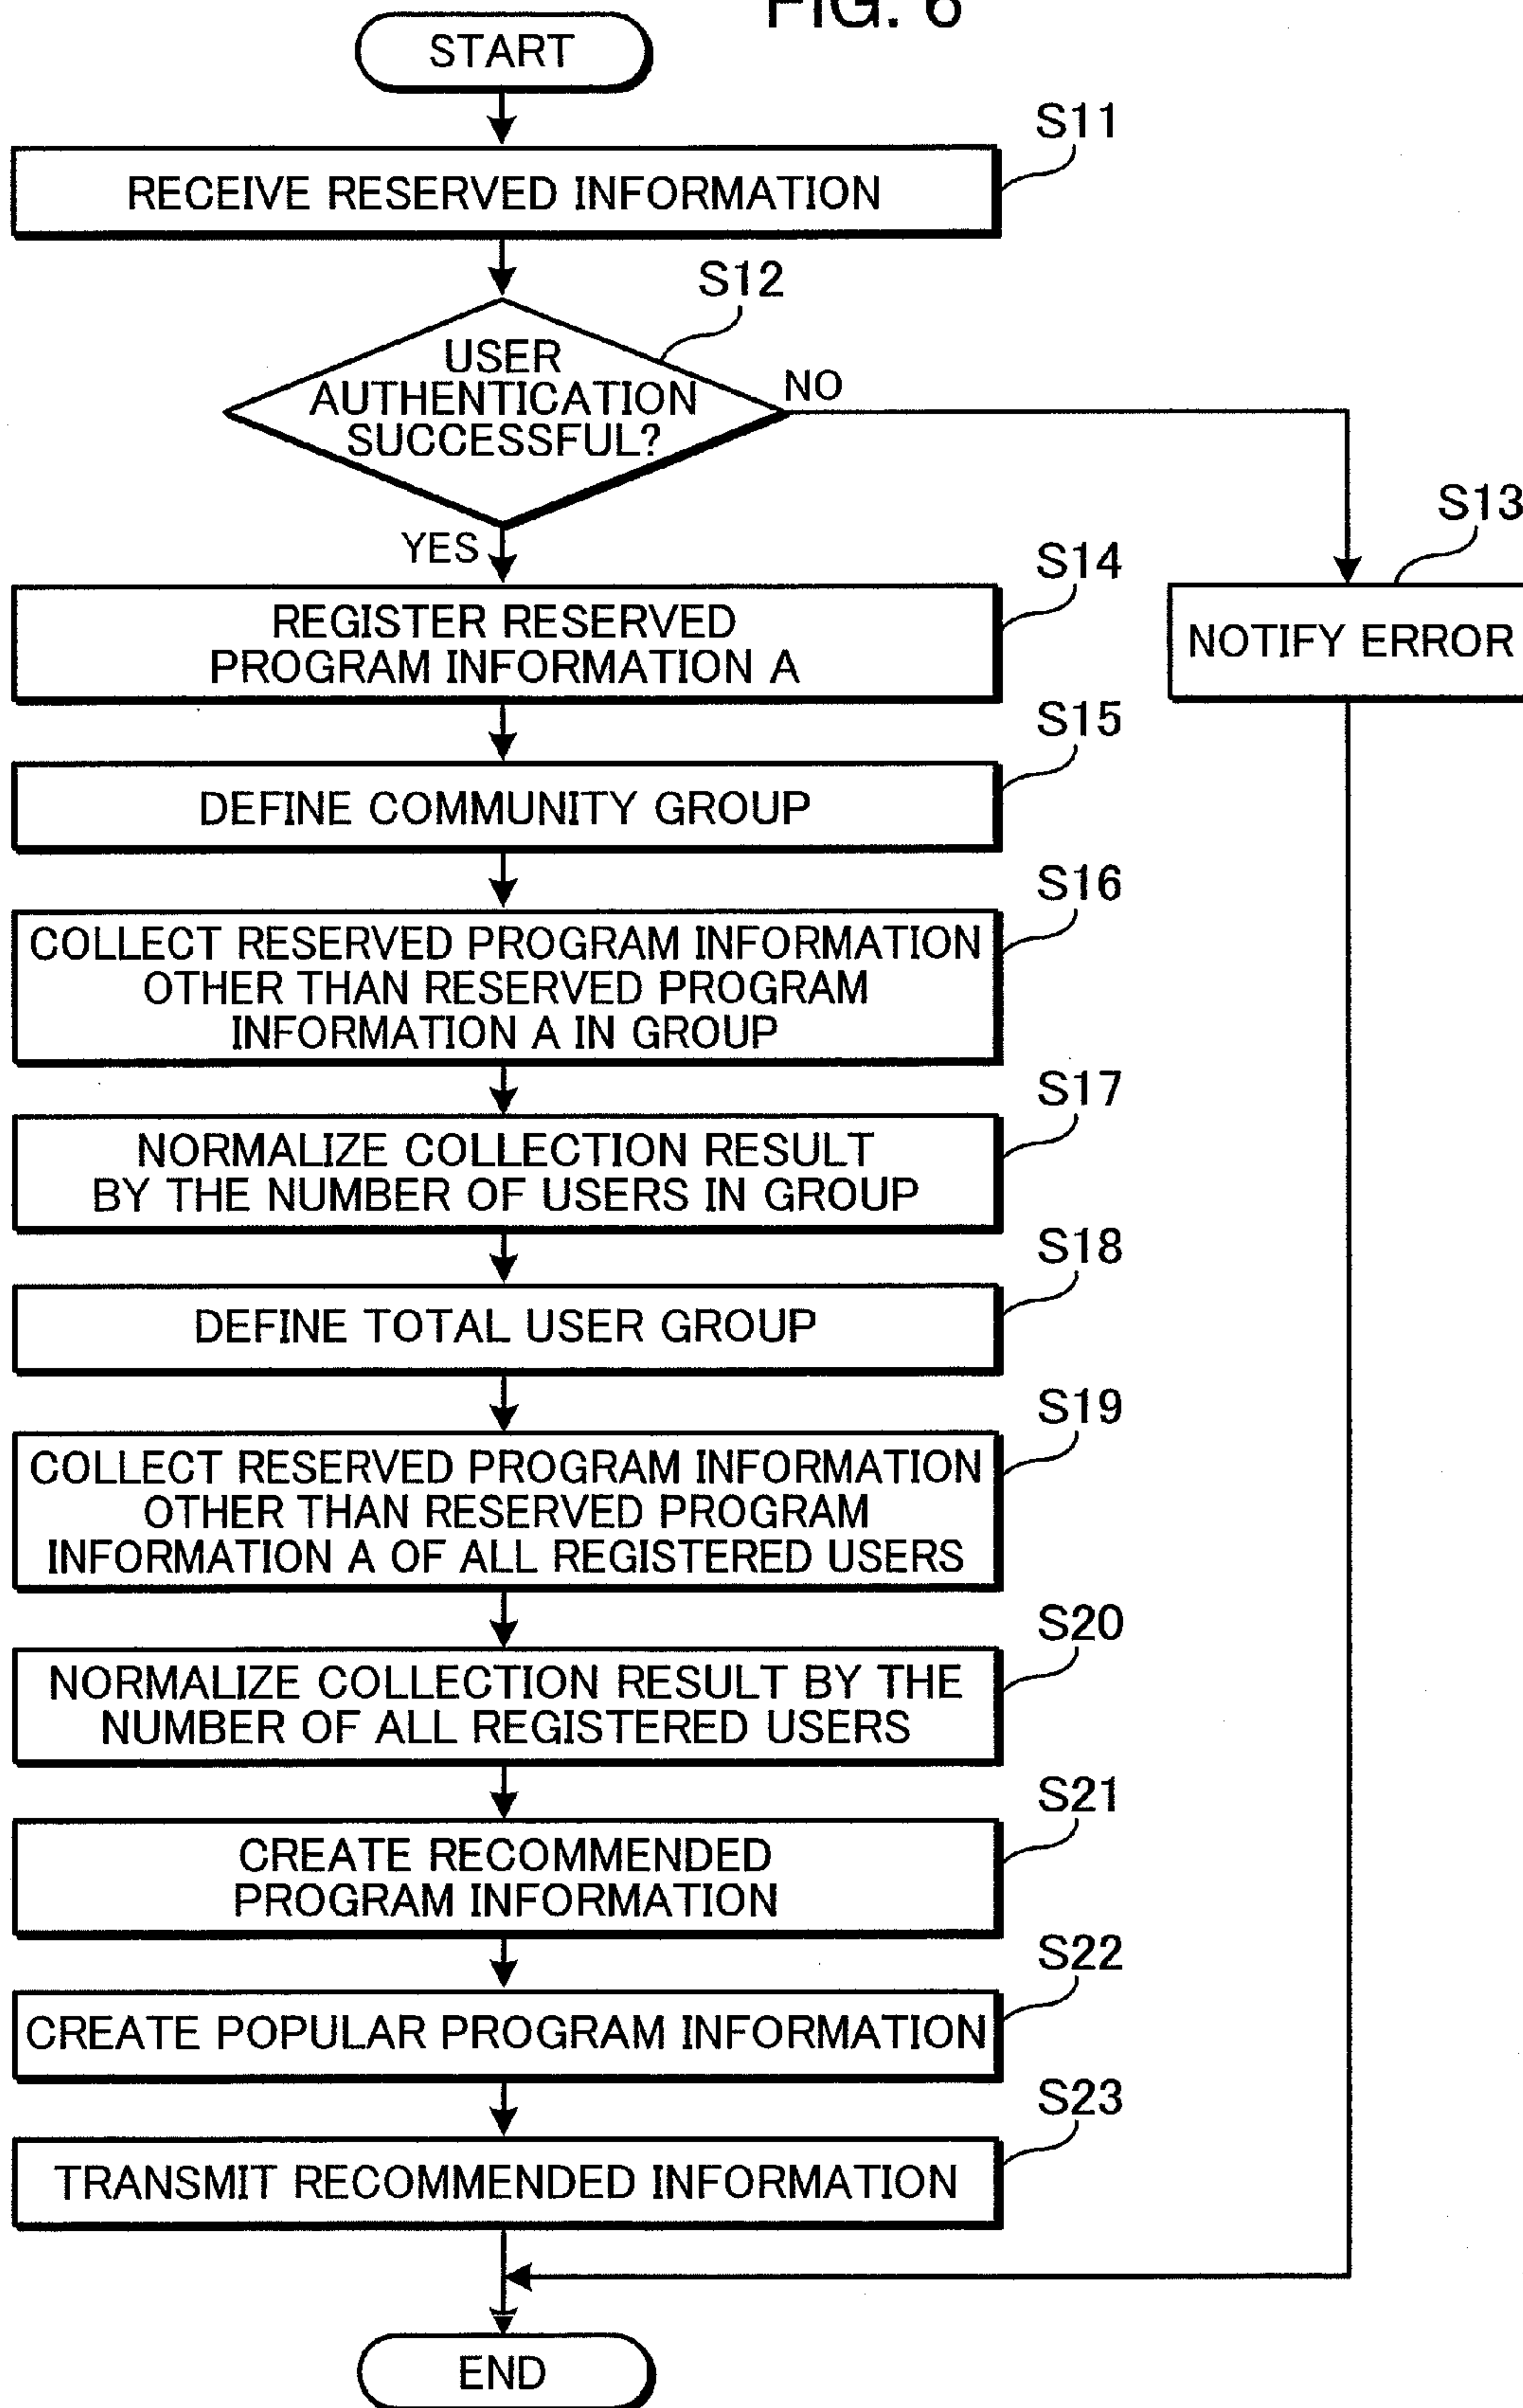 FIG. 6
START
S11
RECEIVE RESERVED INFORMATION
S12
USER
AUTHENTICATION
SUCCESSFUL?
NO
YES
S13
NOTIFY ERROR
S14
REGISTER RESERVED
PROGRAM INFORMATION A
S15
DEFINE COMMUNITY GROUP
S16
COLLECT RESERVED PROGRAM INFORMATION
OTHER THAN RESERVED PROGRAM
INFORMATION A IN GROUP
S17
NORMALIZE COLLECTION RESULT
BY THE NUMBER OF USERS IN GROUP
S18
DEFINE TOTAL USER GROUP
S19
COLLECT RESERVED PROGRAM INFORMATION
OTHER THAN RESERVED PROGRAM
INFORMATION A OF ALL REGISTERED USERS
S20
NORMALIZE COLLECTION RESULT BY THE
NUMBER OF ALL REGISTERED USERS
S21
CREATE RECOMMENDED
PROGRAM INFORMATION
S22
CREATE POPULAR PROGRAM INFORMATION
S23
TRANSMIT RECOMMENDED INFORMATION
END